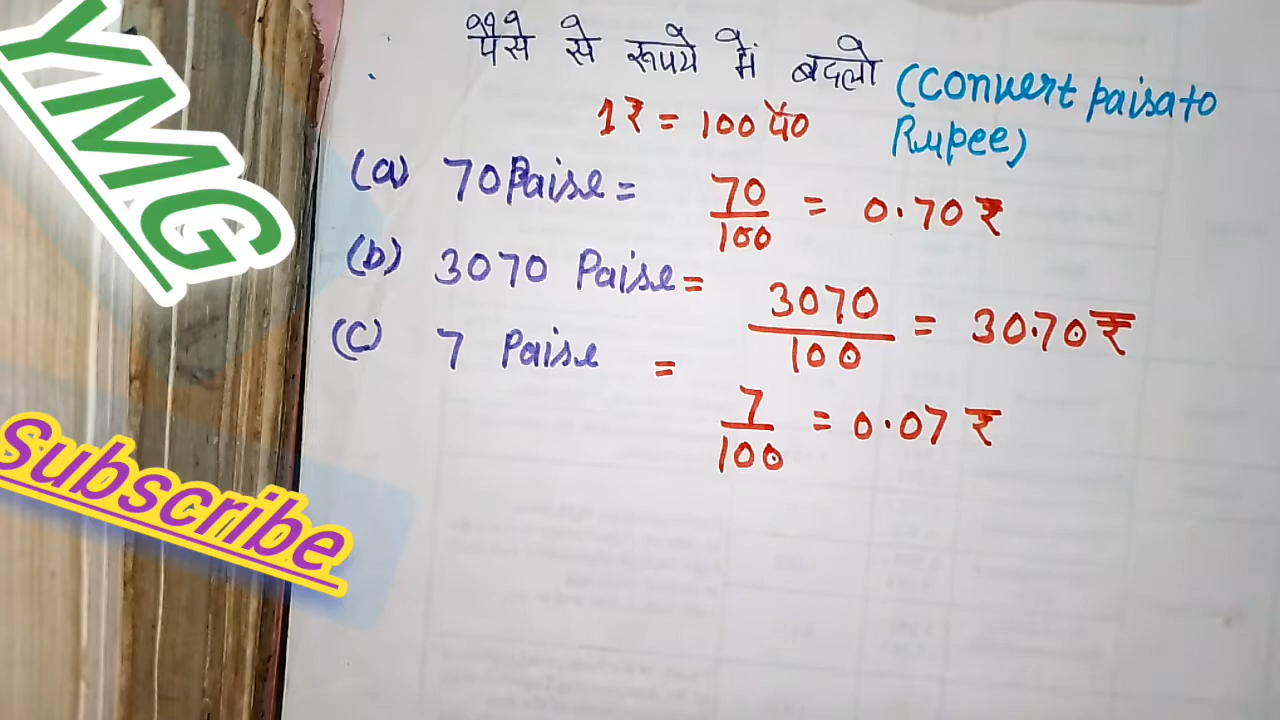 YMG
Subscribe
पैसे से रूपये में बदलो (Convert paisa to
Rupee)
1₹ = 100 पै0
(a) 70 Paise = 70/100 = 0.70 ₹
(b) 3070 Paise = 3070/100 = 30.70 ₹
(C) 7 Paise = 7/100 = 0.07 ₹